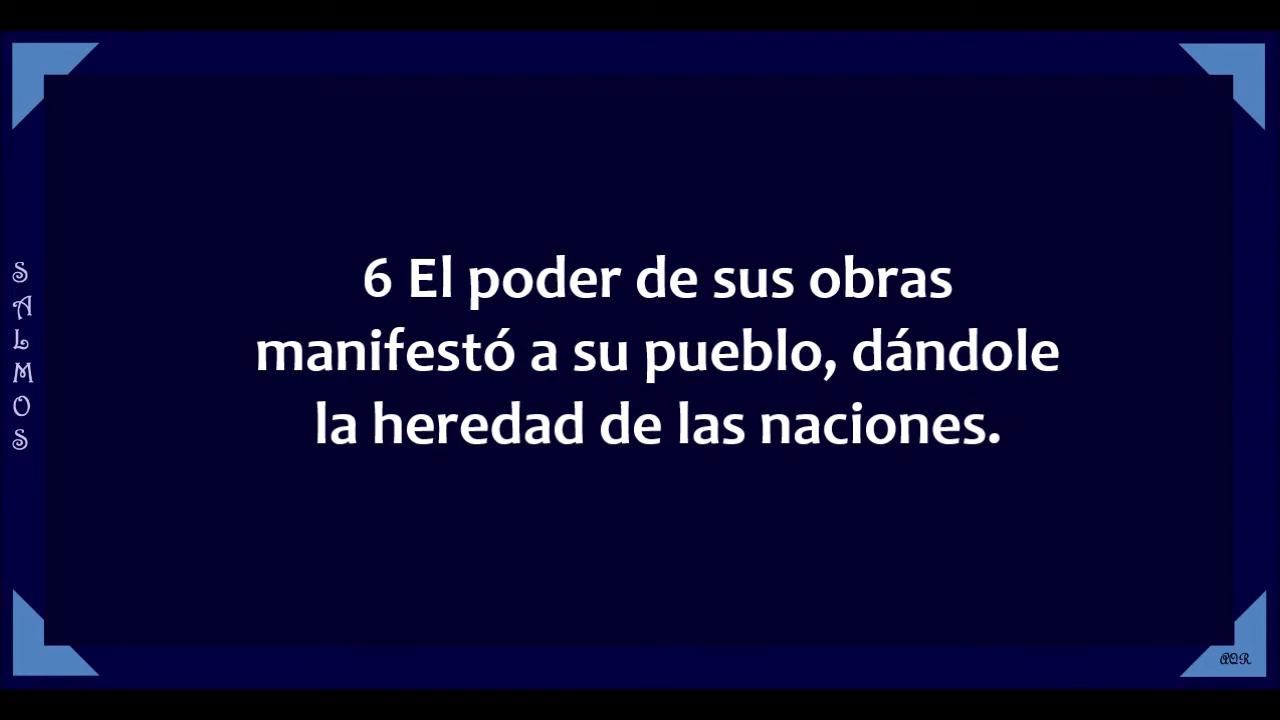 SALMOS
6 El poder de sus obras
manifestó a su pueblo, dándole
la heredad de las naciones.